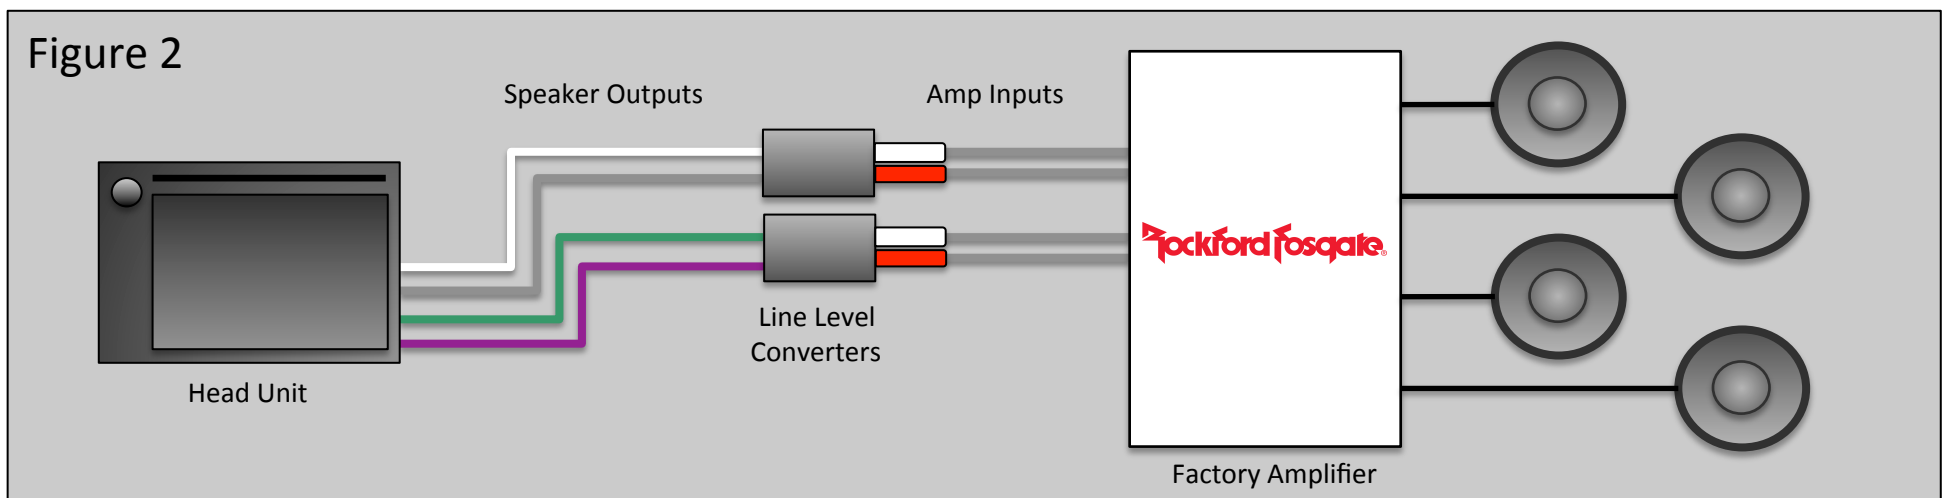 Figure 2
Speaker Outputs
Amp Inputs
Rockford Fosgate®
Line Level
Converters
Head Unit
Factory Amplifier